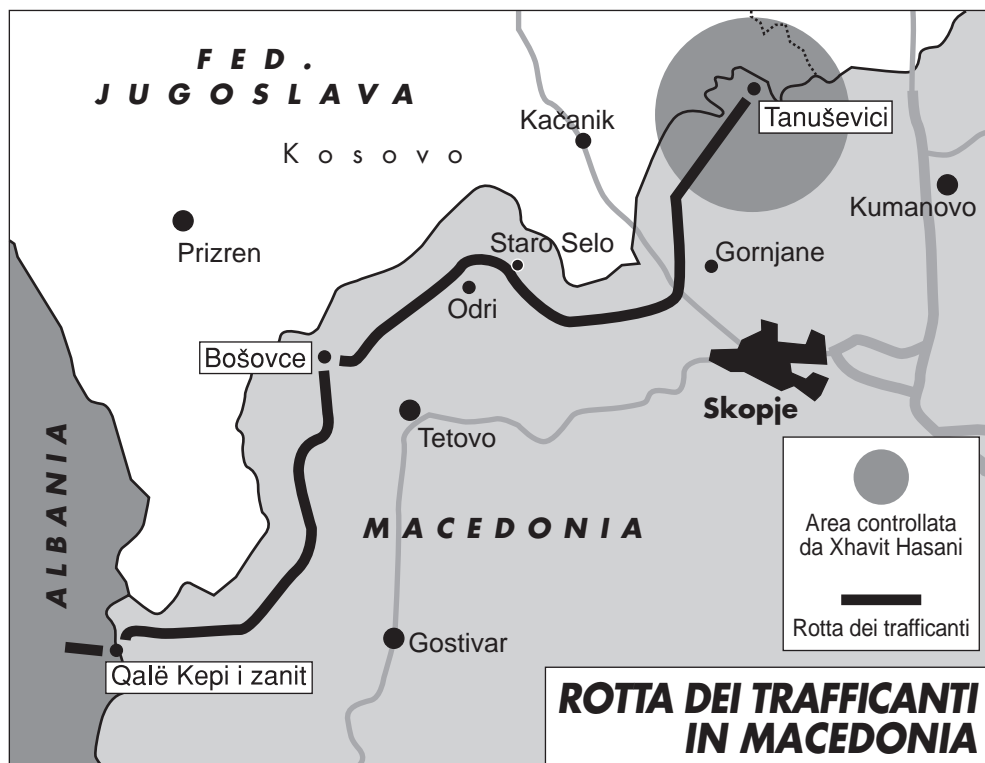 FED.
JUGOSLAVA
Kosovo
Kačanik
Tanuševici
Kumanovo
Prizren
Staro Selo
Gornjane
Odri
Bošovce
Skopje
Tetovo
ALBANIA
MACEDONIA
Area controllata
da Xhavit Hasani
Rotta dei trafficanti
Gostivar
Qalë Kepi i zanit
ROTTA DEI TRAFFICANTI
IN MACEDONIA